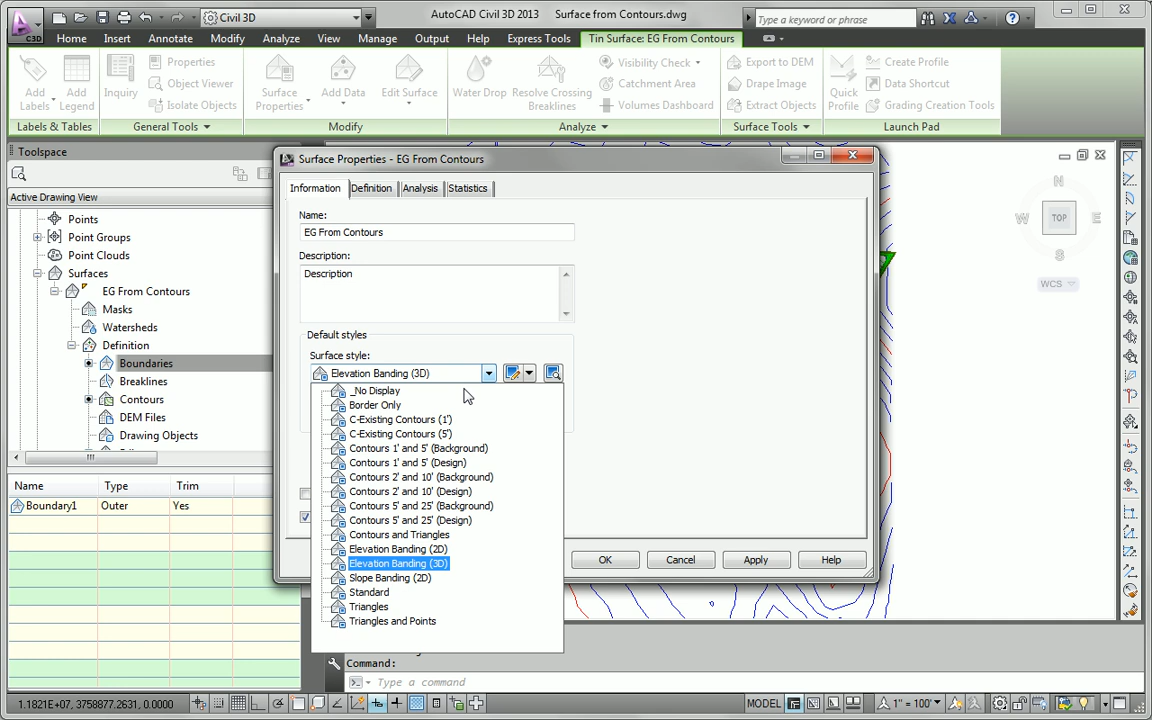 Civil 3D
AutoCAD Civil 3D 2013 Surface from Contours.dwg
Type a keyword or phrase
C3D
Home Insert Annotate Modify Analyze View Manage Output Help Express Tools Tin Surface: EG From Contours
Add Labels
Add Legend
Inquiry
Properties
Object Viewer
Isolate Objects
Surface Properties
Add Data
Edit Surface
Water Drop
Resolve Crossing Breaklines
Visibility Check
Catchment Area
Volumes Dashboard
Export to DEM
Drape Image
Extract Objects
Quick Profile
Create Profile
Data Shortcut
Grading Creation Tools
Labels & Tables General Tools Modify Analyze Surface Tools Launch Pad
Toolspace
Active Drawing View
Points
Point Groups
Point Clouds
Surfaces
EG From Contours
Masks
Watersheds
Definition
Boundaries
Breaklines
Contours
DEM Files
Drawing Objects
Name Type Trim
Boundary1 Outer Yes
Surface Properties - EG From Contours
Information Definition Analysis Statistics
Name:
EG From Contours
Description:
Description
Default styles
Surface style:
Elevation Banding (3D)
_No Display
Border Only
C-Existing Contours (1')
C-Existing Contours (5')
Contours 1' and 5' (Background)
Contours 1' and 5' (Design)
Contours 2' and 10' (Background)
Contours 2' and 10' (Design)
Contours 5' and 25' (Background)
Contours 5' and 25' (Design)
Contours and Triangles
Elevation Banding (2D)
Elevation Banding (3D)
Slope Banding (2D)
Standard
Triangles
Triangles and Points
OK Cancel Apply Help
N
W TOP E
S
WCS
Command:
Type a command
1.1821E+07, 3758877.2631, 0.0000
MODEL
1" = 100'